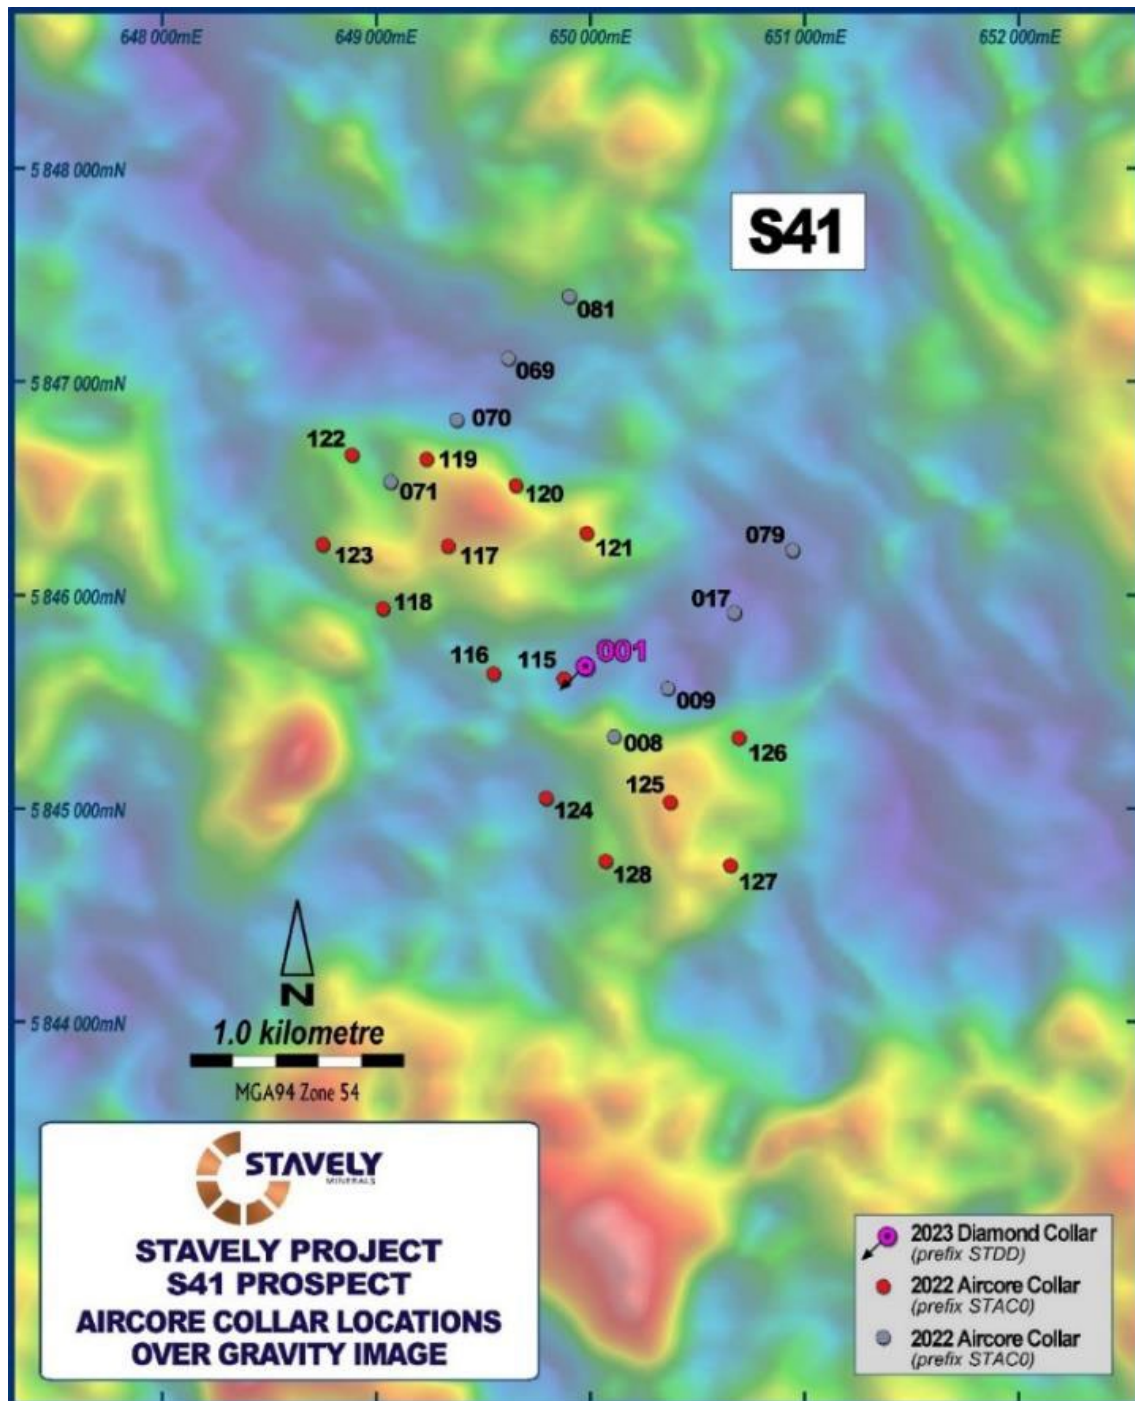 648 000mE
649 000mE
650 000mE
651 000mE
652 000mE
5 848 000mN
S41
081
069
5 847 000mN
070
122
119
071
120
079
121
123
117
5 846 000mN
118
017
001
116
115
009
008
126
125
5 845 000mN
124
128
127
N
5 844 000mN
1.0 kilometre
MGA94 Zone 54
STAVELY
MINERALS
STAVELY PROJECT
S41 PROSPECT
AIRCORE COLLAR LOCATIONS
OVER GRAVITY IMAGE
2023 Diamond Collar
(prefix STDD)
2022 Aircore Collar
(prefix STAC0)
2022 Aircore Collar
(prefix STAC0)